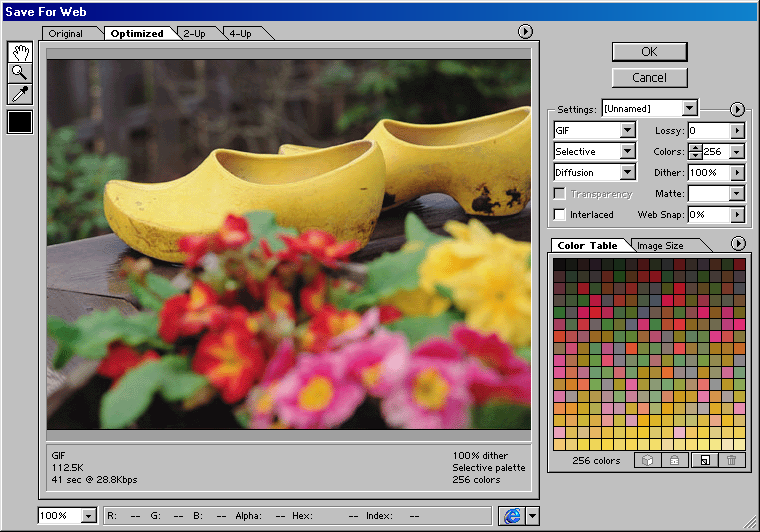 Save For Web
Original Optimized 2-Up 4-Up
OK
Cancel
Settings: [Unnamed]
GIF Lossy: 0
Selective Colors: 256
Diffusion Dither: 100%
Transparency Matte:
Interlaced Web Snap: 0%
Color Table Image Size
256 colors
GIF 100% dither
112.5K Selective palette
41 sec @ 28.8Kbps 256 colors
100% R: -- G: -- B: -- Alpha: -- Hex: -- Index: --